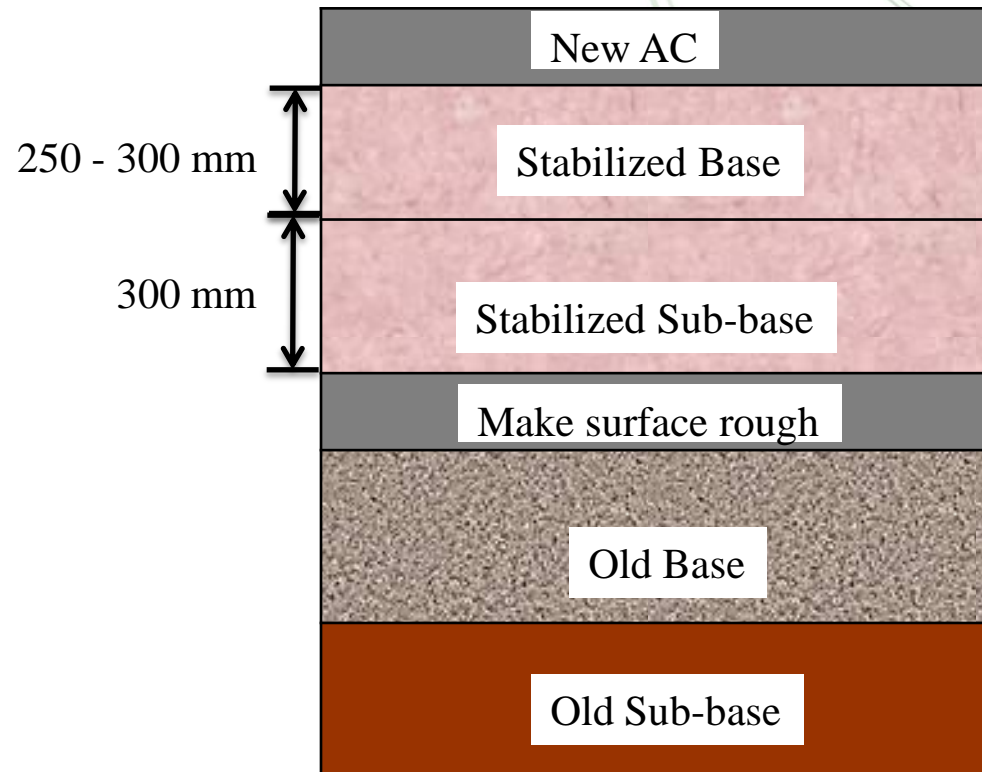 New AC
250 - 300 mm
Stabilized Base
300 mm
Stabilized Sub-base
Make surface rough
Old Base
Old Sub-base